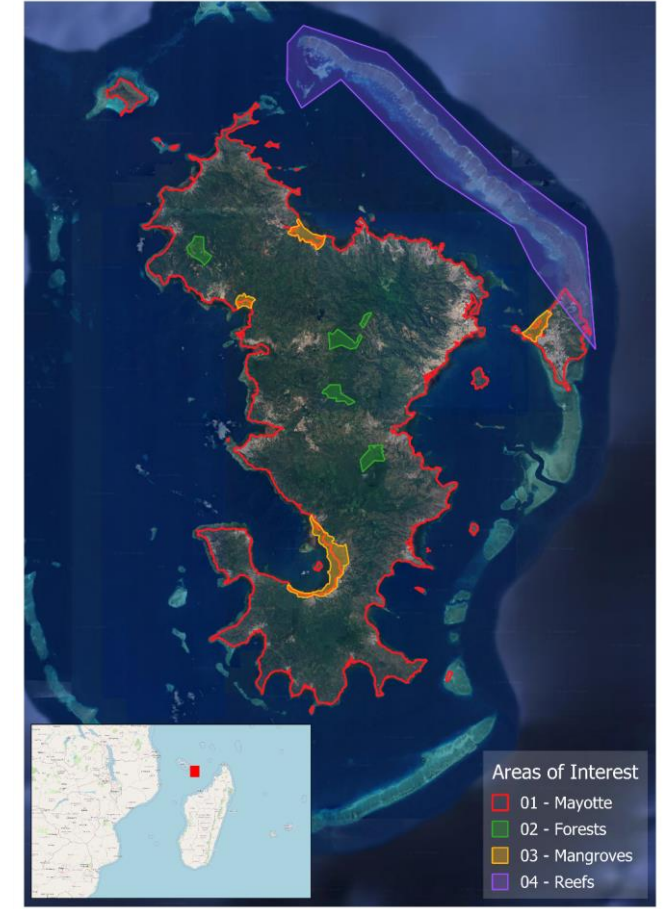 Areas of Interest
01 - Mayotte
02 - Forests
03 - Mangroves
04 - Reefs